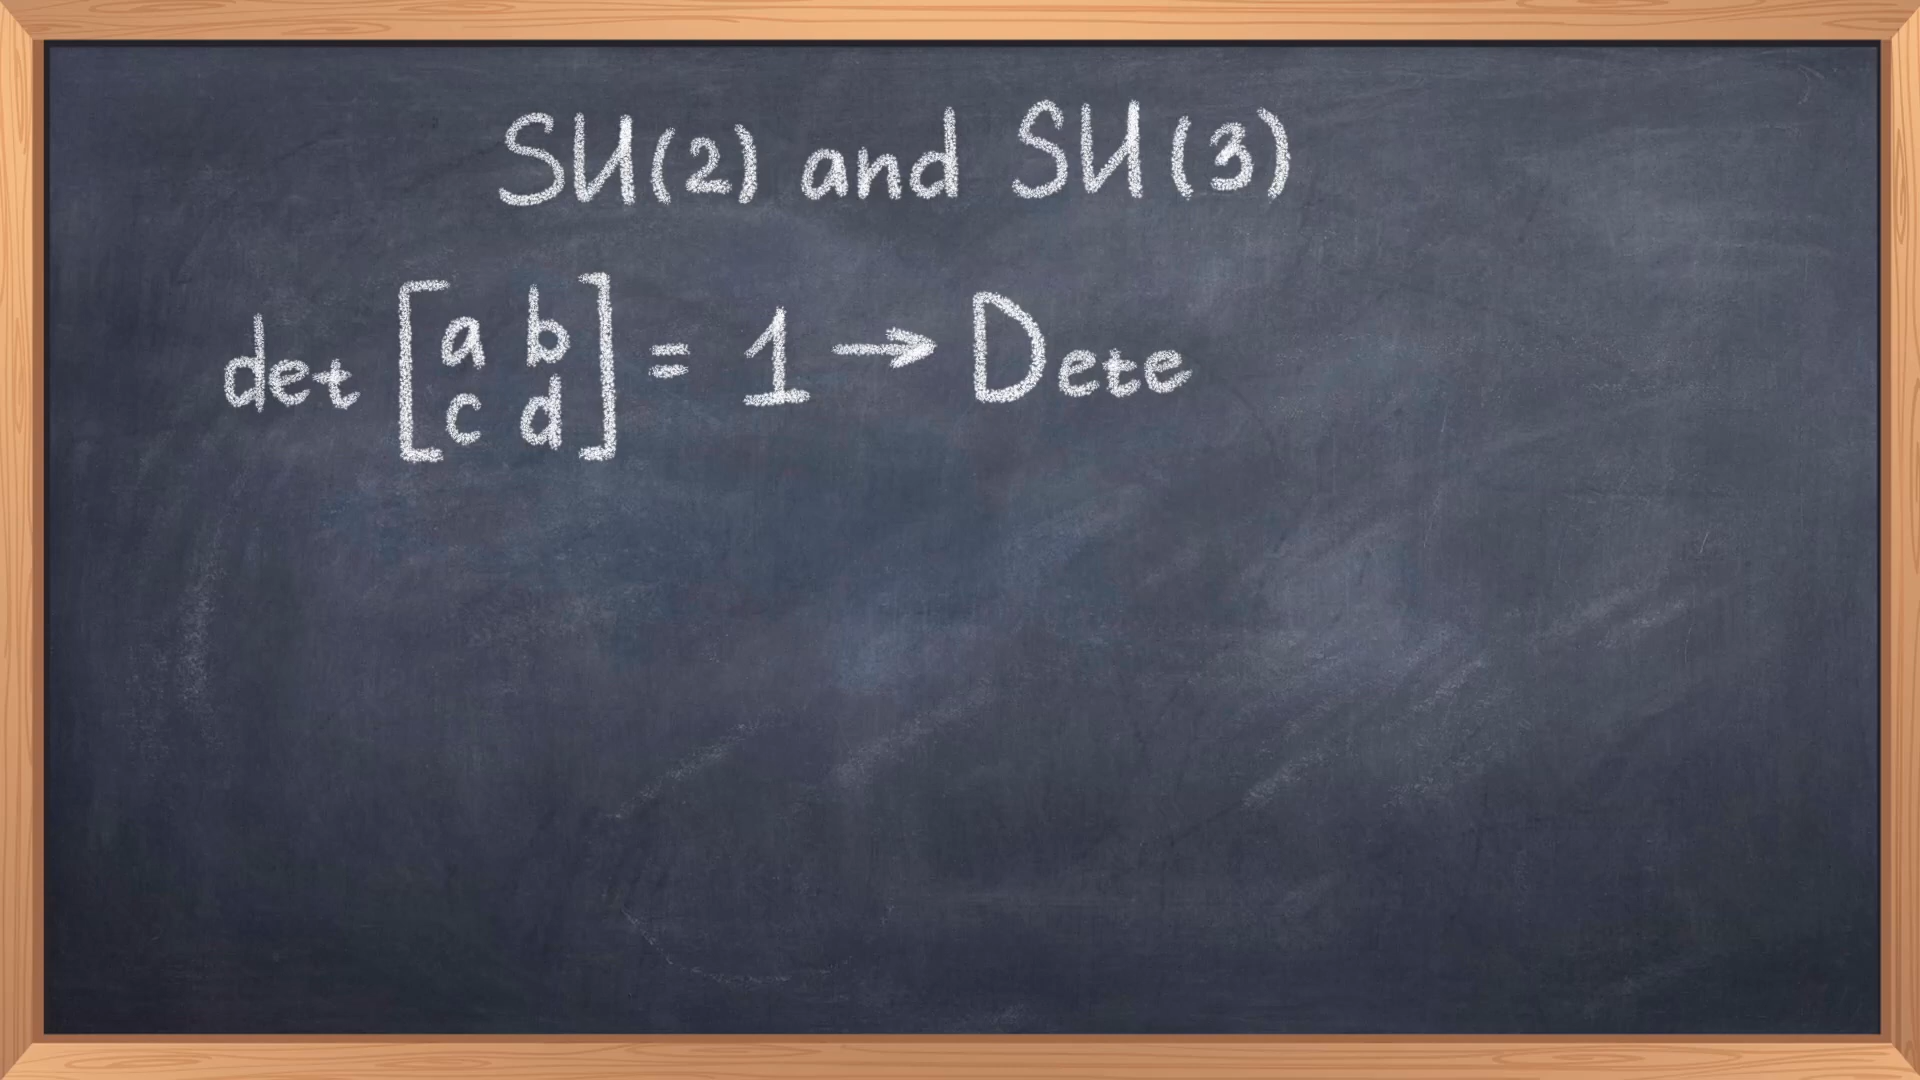 SU(2) and SU(3)
det [a b
c d] = 1 → Dete